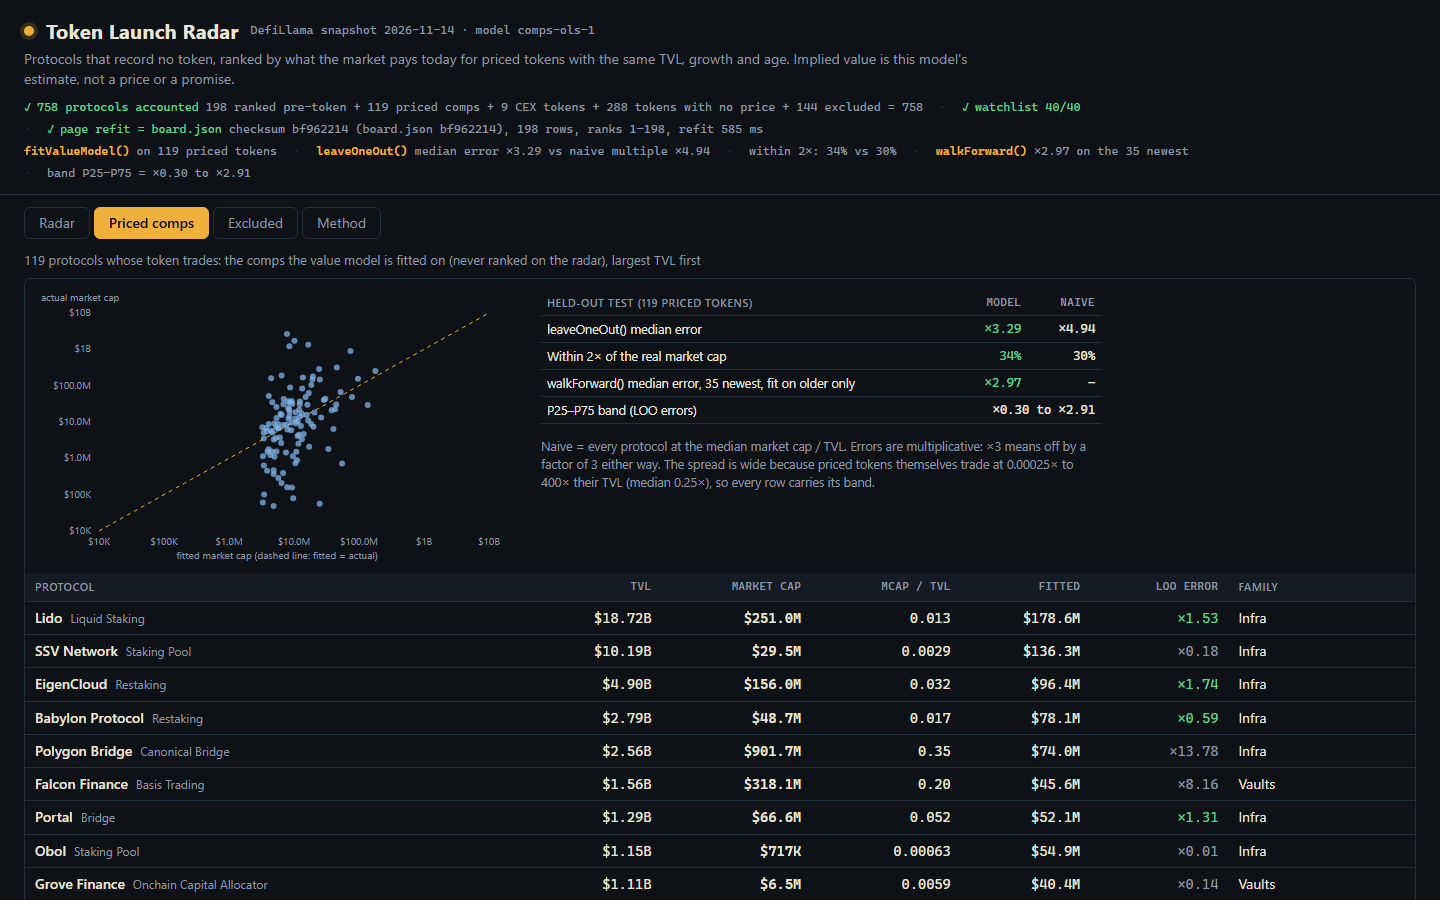 Token Launch Radar DefiLlama snapshot 2026-11-14 · model comps-ols-1
Protocols that record no token, ranked by what the market pays today for priced tokens with the same TVL, growth and age. Implied value is this model's
estimate, not a price or a promise.
✓ 758 protocols accounted 198 ranked pre-token + 119 priced comps + 9 CEX tokens + 288 tokens with no price + 144 excluded = 758 · ✓ watchlist 40/40
· ✓ page refit = board.json checksum bf962214 (board.json bf962214), 198 rows, ranks 1-198, refit 585 ms
fitValueModel() on 119 priced tokens · leaveOneOut() median error ×3.29 vs naive multiple ×4.94 · within 2×: 34% vs 30% · walkForward() ×2.97 on the 35 newest
· band P25-P75 = ×0.30 to ×2.91
Radar Priced comps Excluded Method
119 protocols whose token trades: the comps the value model is fitted on (never ranked on the radar), largest TVL first
actual market cap
$10B
$1B
$100.0M
$10.0M
$1.0M
$100K
$10K
$10K $100K $1.0M $10.0M $100.0M $1B $10B
fitted market cap (dashed line: fitted = actual)
HELD-OUT TEST (119 PRICED TOKENS) MODEL NAIVE
leaveOneOut() median error ×3.29 ×4.94
Within 2× of the real market cap 34% 30%
walkForward() median error, 35 newest, fit on older only ×2.97 –
P25–P75 band (LOO errors) ×0.30 to ×2.91
Naive = every protocol at the median market cap / TVL. Errors are multiplicative: ×3 means off by a
factor of 3 either way. The spread is wide because priced tokens themselves trade at 0.00025× to
400× their TVL (median 0.25×), so every row carries its band.
PROTOCOL TVL MARKET CAP MCAP / TVL FITTED LOO ERROR FAMILY
Lido Liquid Staking $18.72B $251.0M 0.013 $178.6M ×1.53 Infra
SSV Network Staking Pool $10.19B $29.5M 0.0029 $136.3M ×0.18 Infra
EigenCloud Restaking $4.90B $156.0M 0.032 $96.4M ×1.74 Infra
Babylon Protocol Restaking $2.79B $48.7M 0.017 $78.1M ×0.59 Infra
Polygon Bridge Canonical Bridge $2.56B $901.7M 0.35 $74.0M ×13.78 Infra
Falcon Finance Basis Trading $1.56B $318.1M 0.20 $45.6M ×8.16 Vaults
Portal Bridge $1.29B $66.6M 0.052 $52.1M ×1.31 Infra
Obol Staking Pool $1.15B $717K 0.00063 $54.9M ×0.01 Infra
Grove Finance Onchain Capital Allocator $1.11B $6.5M 0.0059 $40.4M ×0.14 Vaults